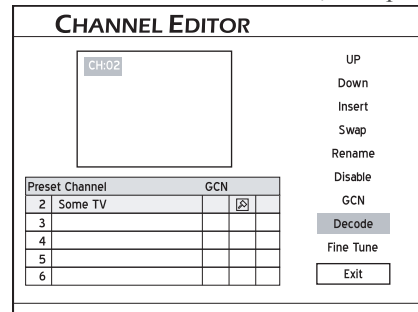 CHANNEL EDITOR
CH:02
UP
Down
Insert
Swap
Rename
Disable
GCN
Decode
Fine Tune
Exit
Preset Channel GCN
2 Some TV
3
4
5
6